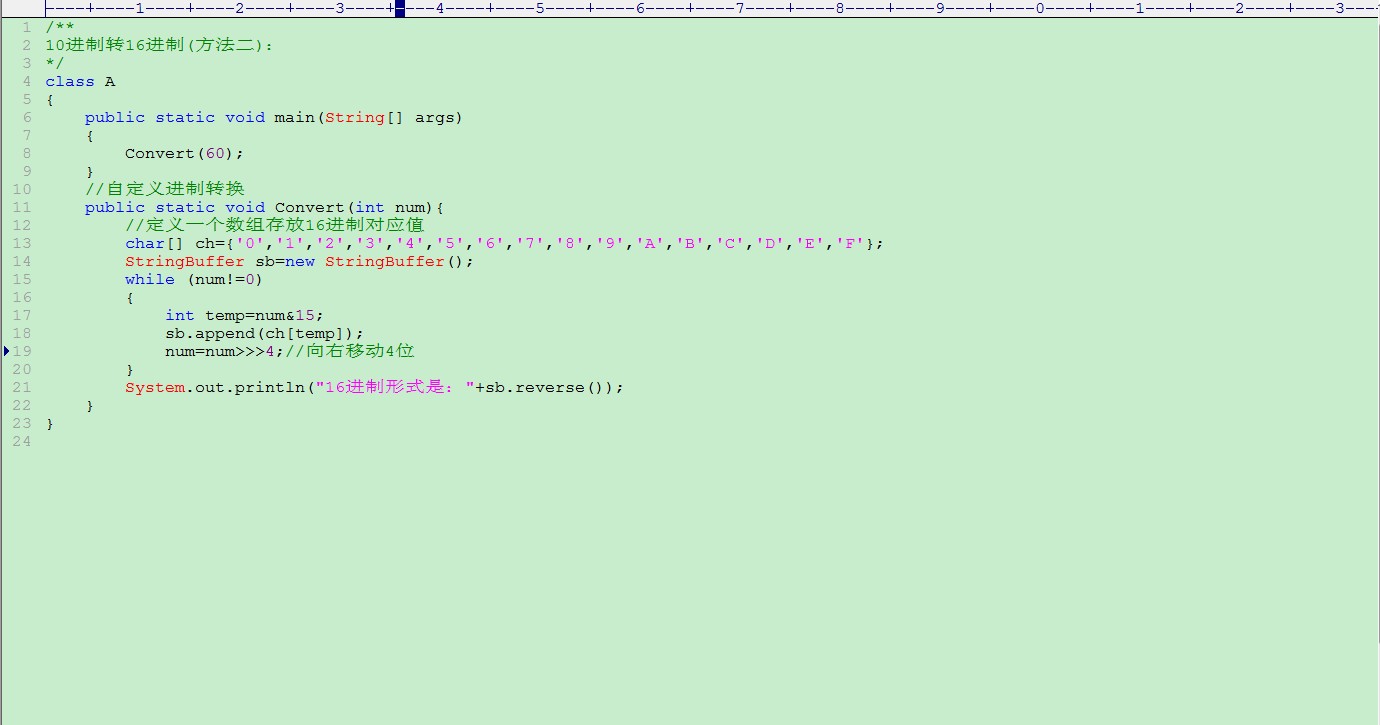 ----+----1----+----2----+----3----+----4----+----5----+----6----+----7----+----8----+----9----+----0----+----1----+----2----+----3----
1 /**
2 10进制转16进制(方法二):
3 */
4 class A
5 {
6     public static void main(String[] args)
7     {
8         Convert(60);
9     }
10     //自定义进制转换
11     public static void Convert(int num){
12         //定义一个数组存放16进制对应值
13         char[] ch={'0','1','2','3','4','5','6','7','8','9','A','B','C','D','E','F'};
14         StringBuffer sb=new StringBuffer();
15         while (num!=0)
16         {
17             int temp=num&15;
18             sb.append(ch[temp]);
19             num=num>>>4;//向右移动4位
20         }
21         System.out.println("16进制形式是："+sb.reverse());
22     }
23 }
24